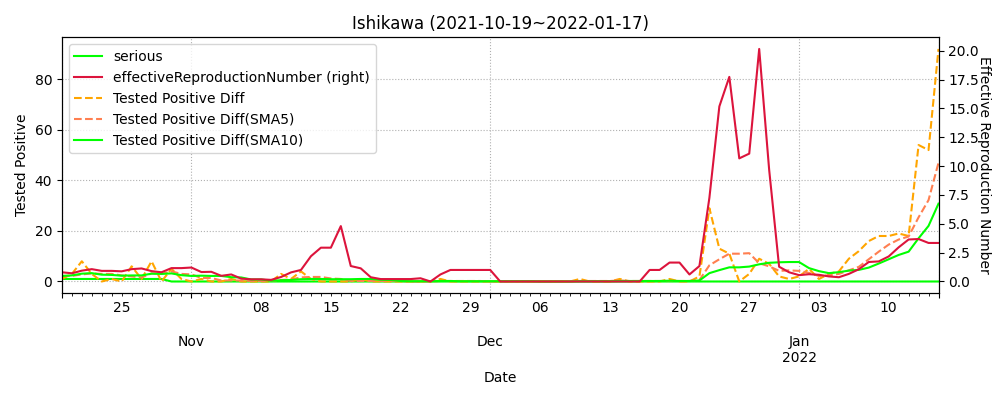 Ishikawa (2021-10-19~2022-01-17)
serious
effectiveReproductionNumber (right)
Tested Positive Diff
Tested Positive Diff(SMA5)
Tested Positive Diff(SMA10)
Tested Positive
80
60
40
20
0
20.0
17.5
15.0
12.5
10.0
7.5
5.0
2.5
0.0
Effective Reproduction Number
25 08 15 22 29 06 13 20 27 03 10
Nov Dec Jan
2022
Date